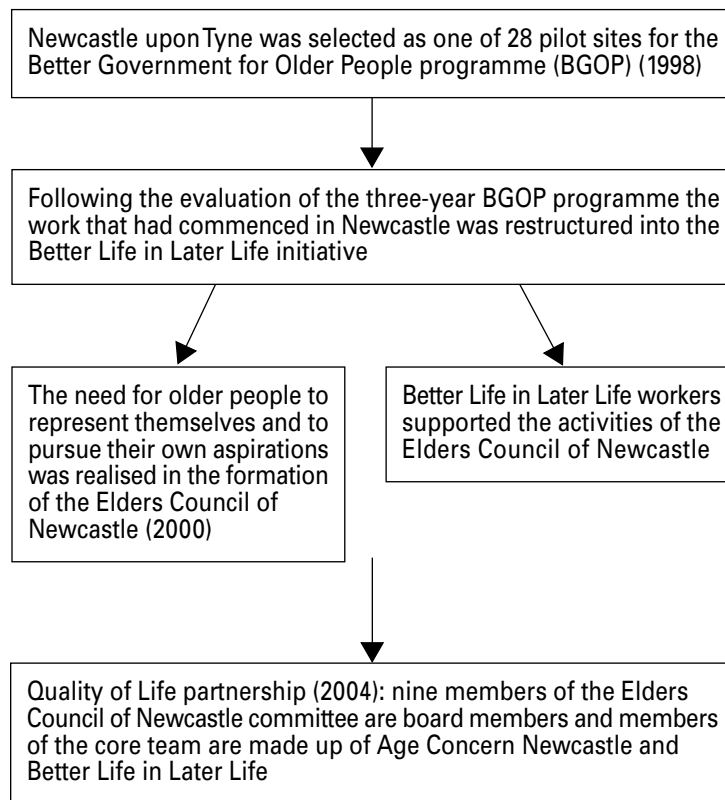 Newcastle upon Tyne was selected as one of 28 pilot sites for the
Better Government for Older People programme (BGOP) (1998)
Following the evaluation of the three-year BGOP programme the
work that had commenced in Newcastle was restructured into the
Better Life in Later Life initiative
The need for older people to
represent themselves and to
pursue their own aspirations
was realised in the formation
of the Elders Council of
Newcastle (2000)
Better Life in Later Life workers
supported the activities of the
Elders Council of Newcastle
Quality of Life partnership (2004): nine members of the Elders
Council of Newcastle committee are board members and members
of the core team are made up of Age Concern Newcastle and
Better Life in Later Life